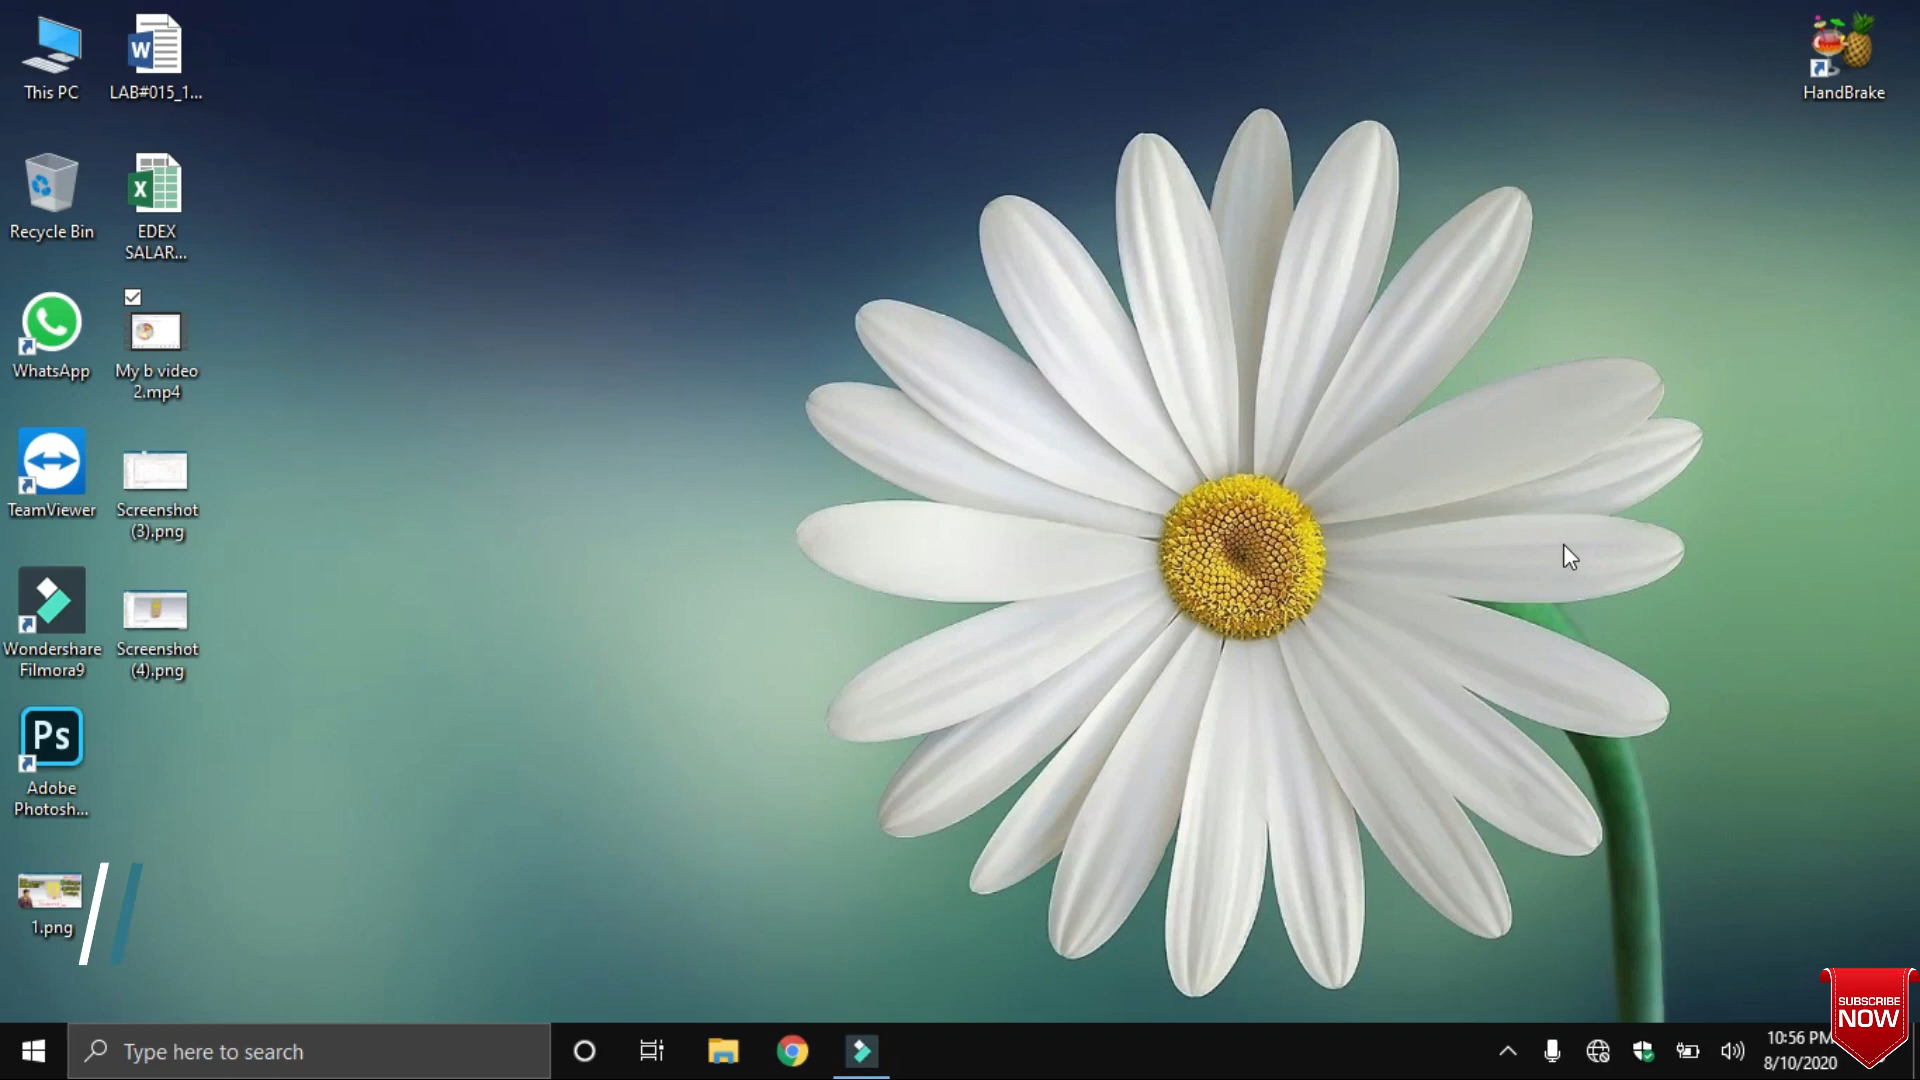 This PC
LAB#015_1...
HandBrake
Recycle Bin
EDEX
SALAR...
WhatsApp
My b video
2.mp4
TeamViewer
Screenshot
(3).png
Wondershare
Filmora9
Screenshot
(4).png
Ps
Adobe
Photosh...
1.png
Type here to search
10:56 PM
8/10/2020
SUBSCRIBE
NOW